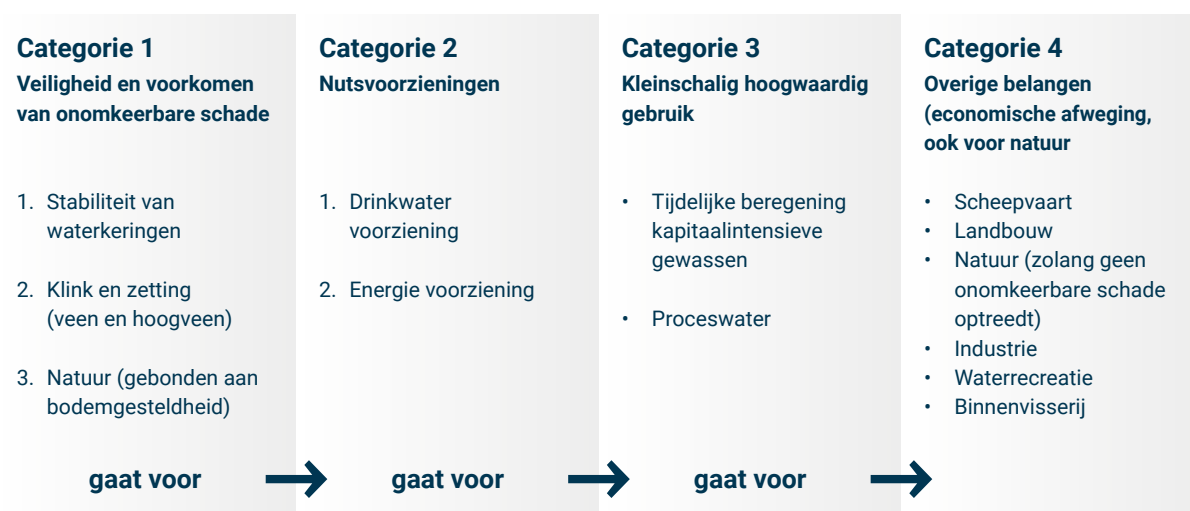 Categorie 1
Veiligheid en voorkomen
van onomkeerbare schade
1. Stabiliteit van
waterkeringen
2. Klink en zetting
(veen en hoogveen)
3. Natuur (gebonden aan
bodemgesteldheid)
gaat voor
Categorie 2
Nutsvoorzieningen
1. Drinkwater
voorziening
2. Energie voorziening
gaat voor
Categorie 3
Kleinschalig hoogwaardig
gebruik
• Tijdelijke beregening
kapitaalintensieve
gewassen
• Proceswater
gaat voor
Categorie 4
Overige belangen
(economische afweging,
ook voor natuur
• Scheepvaart
• Landbouw
• Natuur (zolang geen
onomkeerbare schade
optreedt)
• Industrie
• Waterrecreatie
• Binnenvisserij